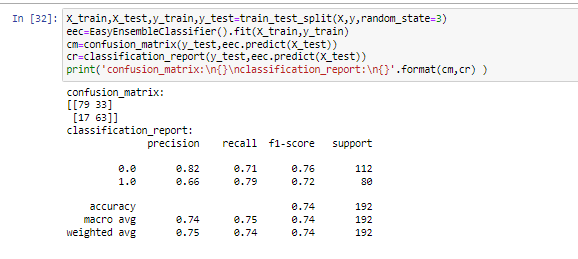 In [32]: X_train,X_test,y_train,y_test=train_test_split(X,y,random_state=3)
eec=EasyEnsembleClassifier().fit(X_train,y_train)
cm=confusion_matrix(y_test,eec.predict(X_test))
cr=classification_report(y_test,eec.predict(X_test))
print('confusion_matrix:\n{}\nclassification_report:\n{}'.format(cm,cr) )
confusion_matrix:
[[79 33]
 [17 63]]
classification_report:
precision recall f1-score support
0.0 0.82 0.71 0.76 112
1.0 0.66 0.79 0.72 80
accuracy 0.74 192
macro avg 0.74 0.75 0.74 192
weighted avg 0.75 0.74 0.74 192